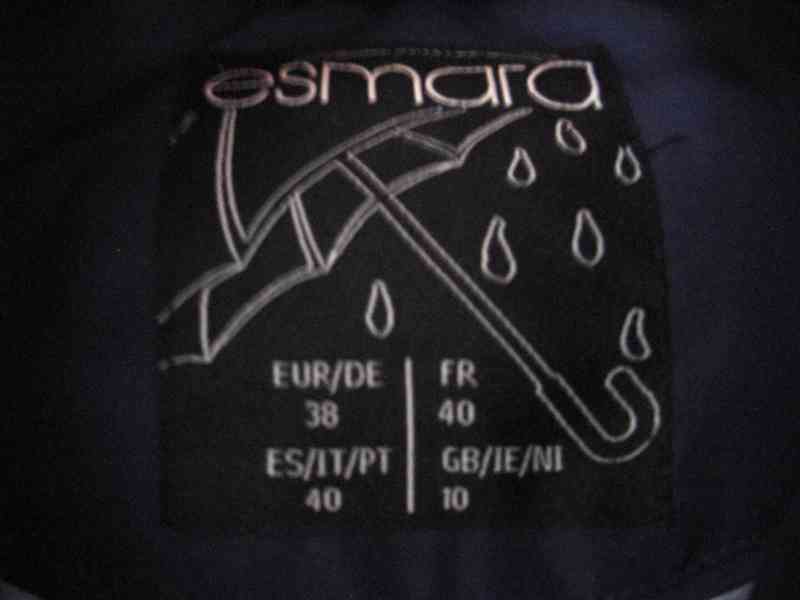 esmara
EUR/DE FR
38 40
ES/IT/PT GB/IE/NI
40 10